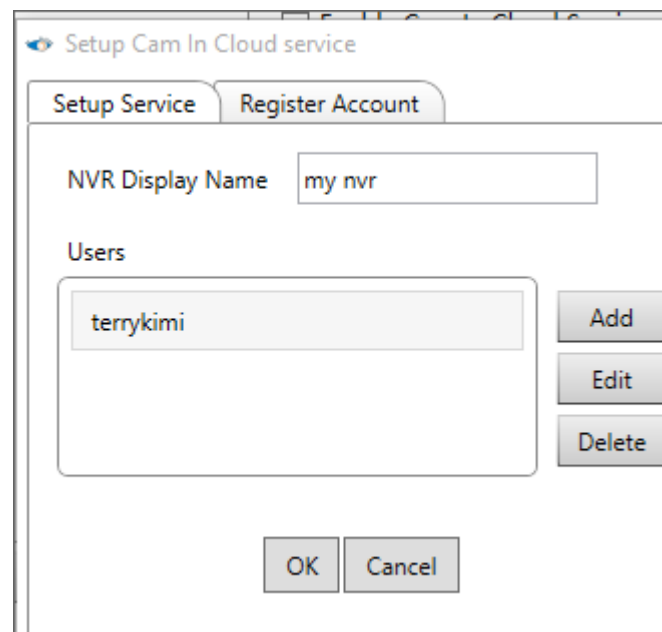 Setup Cam In Cloud service
Setup Service
Register Account
NVR Display Name
my nvr
Users
terrykimi
Add
Edit
Delete
OK
Cancel